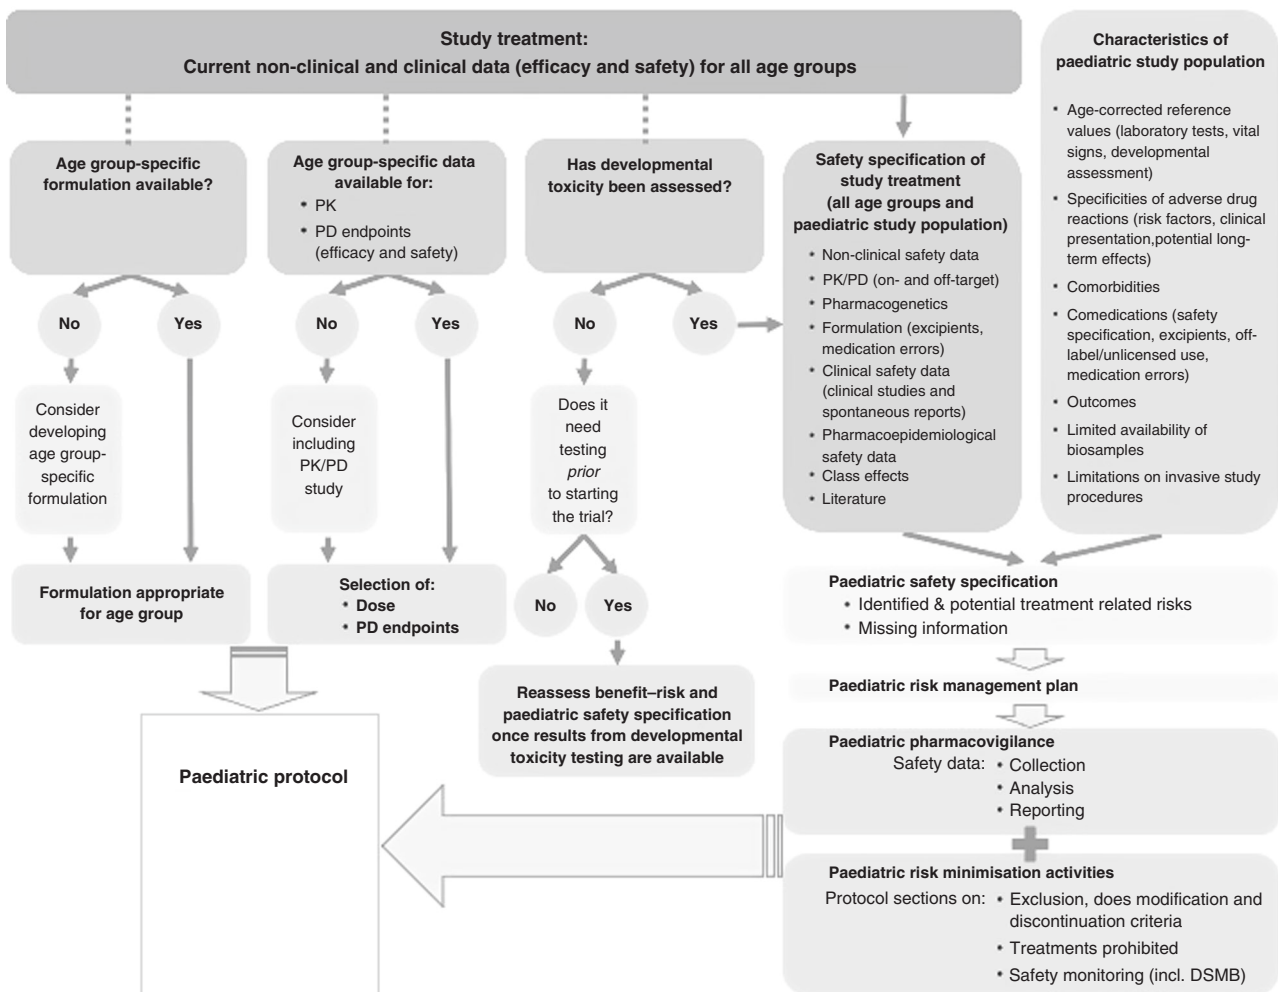 Study treatment:
Current non-clinical and clinical data (efficacy and safety) for all age groups
Age group-specific
formulation available?
No
Yes
Consider
developing
age group-
specific
formulation
Formulation appropriate
for age group
Age group-specific data
available for:
• PK
• PD endpoints
(efficacy and safety)
No
Yes
Consider
including
PK/PD
study
Selection of:
• Dose
• PD endpoints
Has developmental
toxicity been assessed?
No
Yes
Does it
need
testing
prior
to starting
the trial?
No
Yes
Reassess benefit–risk and
paediatric safety specification
once results from developmental
toxicity testing are available
Safety specification of
study treatment
(all age groups and
paediatric study population)
• Non-clinical safety data
• PK/PD (on- and off-target)
• Pharmacogenetics
• Formulation (excipients,
medication errors)
• Clinical safety data
(clinical studies and
spontaneous reports)
• Pharmacoepidemiological
safety data
• Class effects
• Literature
Characteristics of
paediatric study population
• Age-corrected reference
values (laboratory tests, vital
signs, developmental
assessment)
• Specificities of adverse drug
reactions (risk factors, clinical
presentation,potential long-
term effects)
• Comorbidities
• Comedications (safety
specification, excipients, off-
label/unlicensed use,
medication errors)
• Outcomes
• Limited availability of
biosamples
• Limitations on invasive study
procedures
Paediatric safety specification
• Identified & potential treatment related risks
• Missing information
Paediatric risk management plan
Paediatric pharmacovigilance
Safety data: • Collection
• Analysis
• Reporting
Paediatric risk minimisation activities
Protocol sections on: • Exclusion, does modification and
discontinuation criteria
• Treatments prohibited
• Safety monitoring (incl. DSMB)
Paediatric protocol